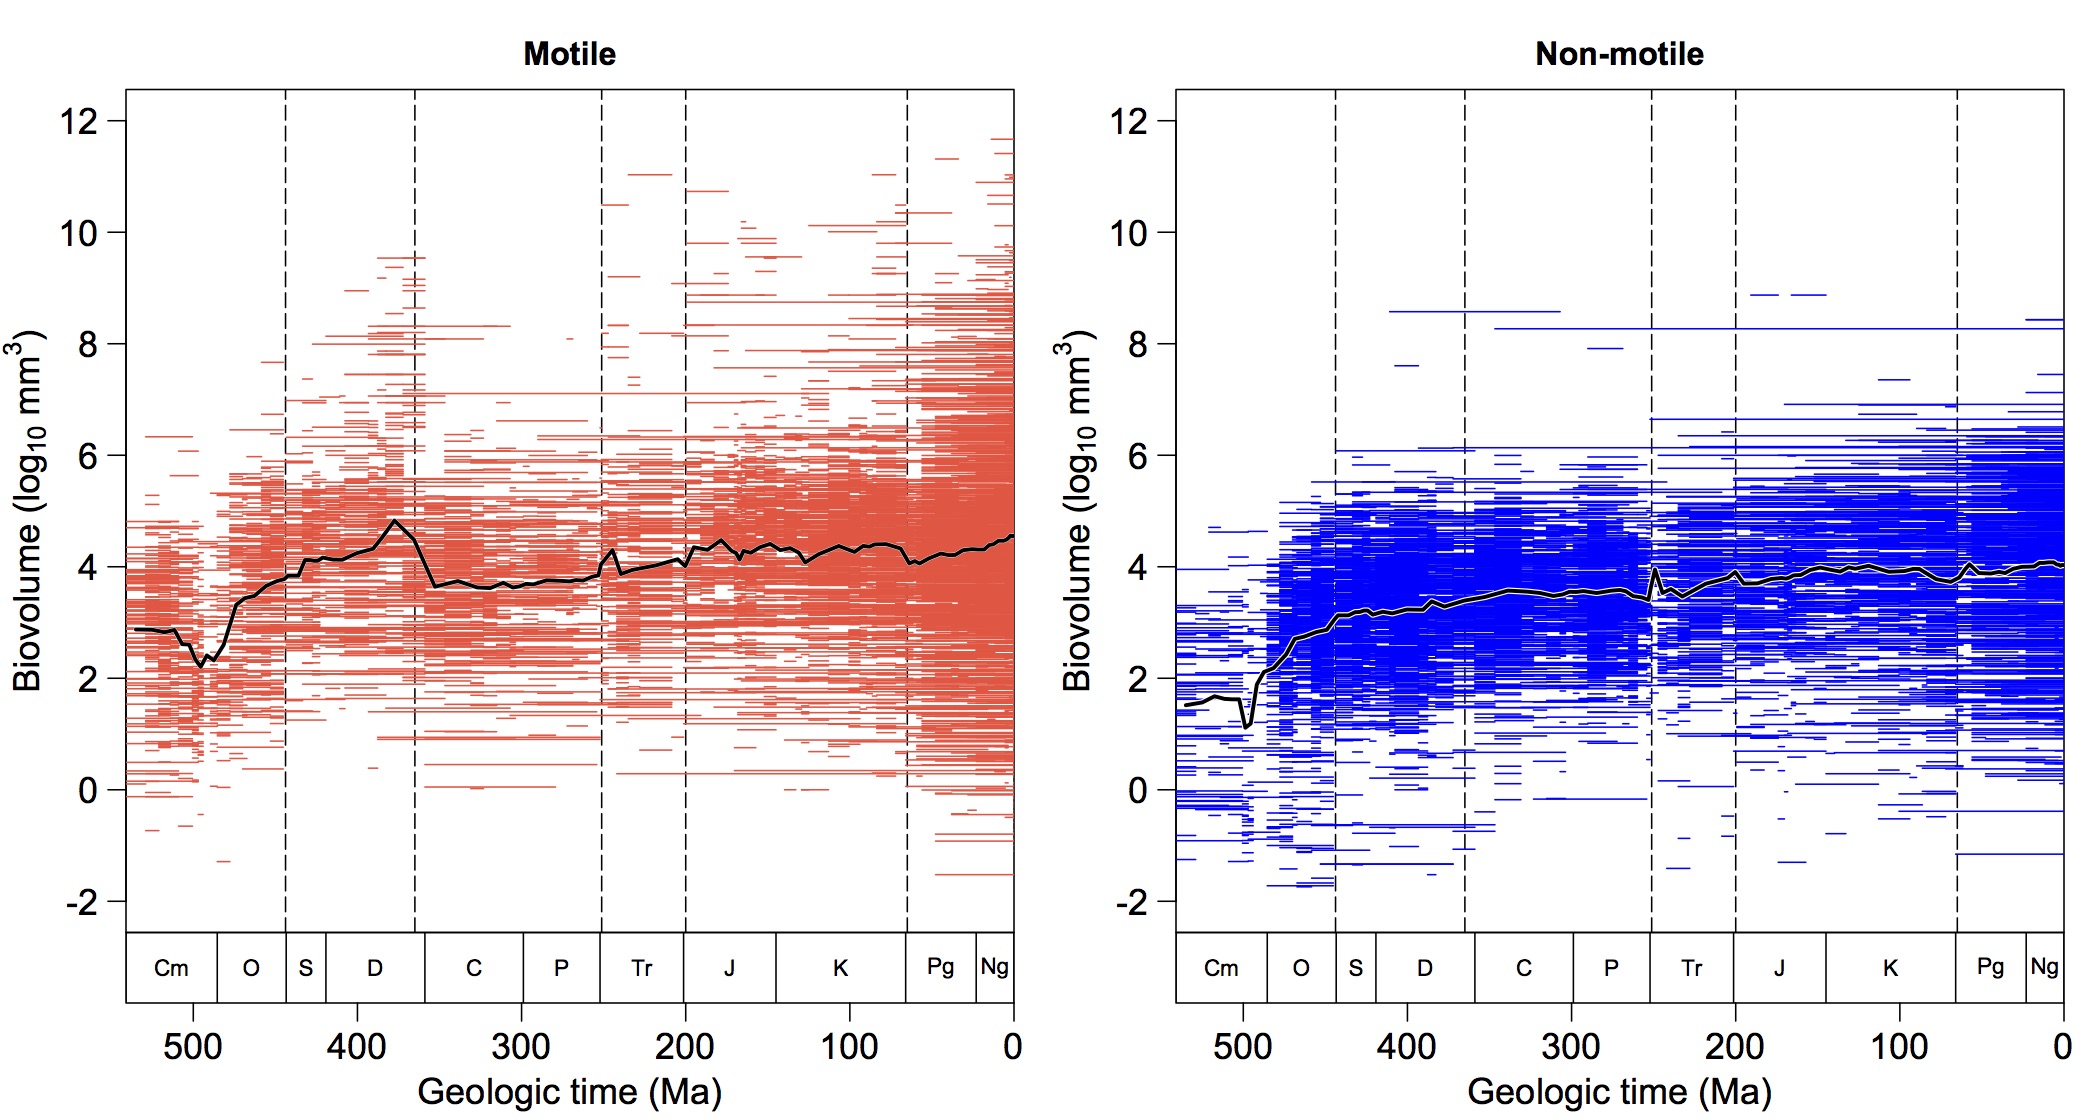 Motile
12
10
8
6
4
2
0
-2
Biovolume (log₁₀ mm³)
Cm O S D C P Tr J K Pg Ng
500 400 300 200 100 0
Geologic time (Ma)
Non-motile
12
10
8
6
4
2
0
-2
Biovolume (log₁₀ mm³)
Cm O S D C P Tr J K Pg Ng
500 400 300 200 100 0
Geologic time (Ma)